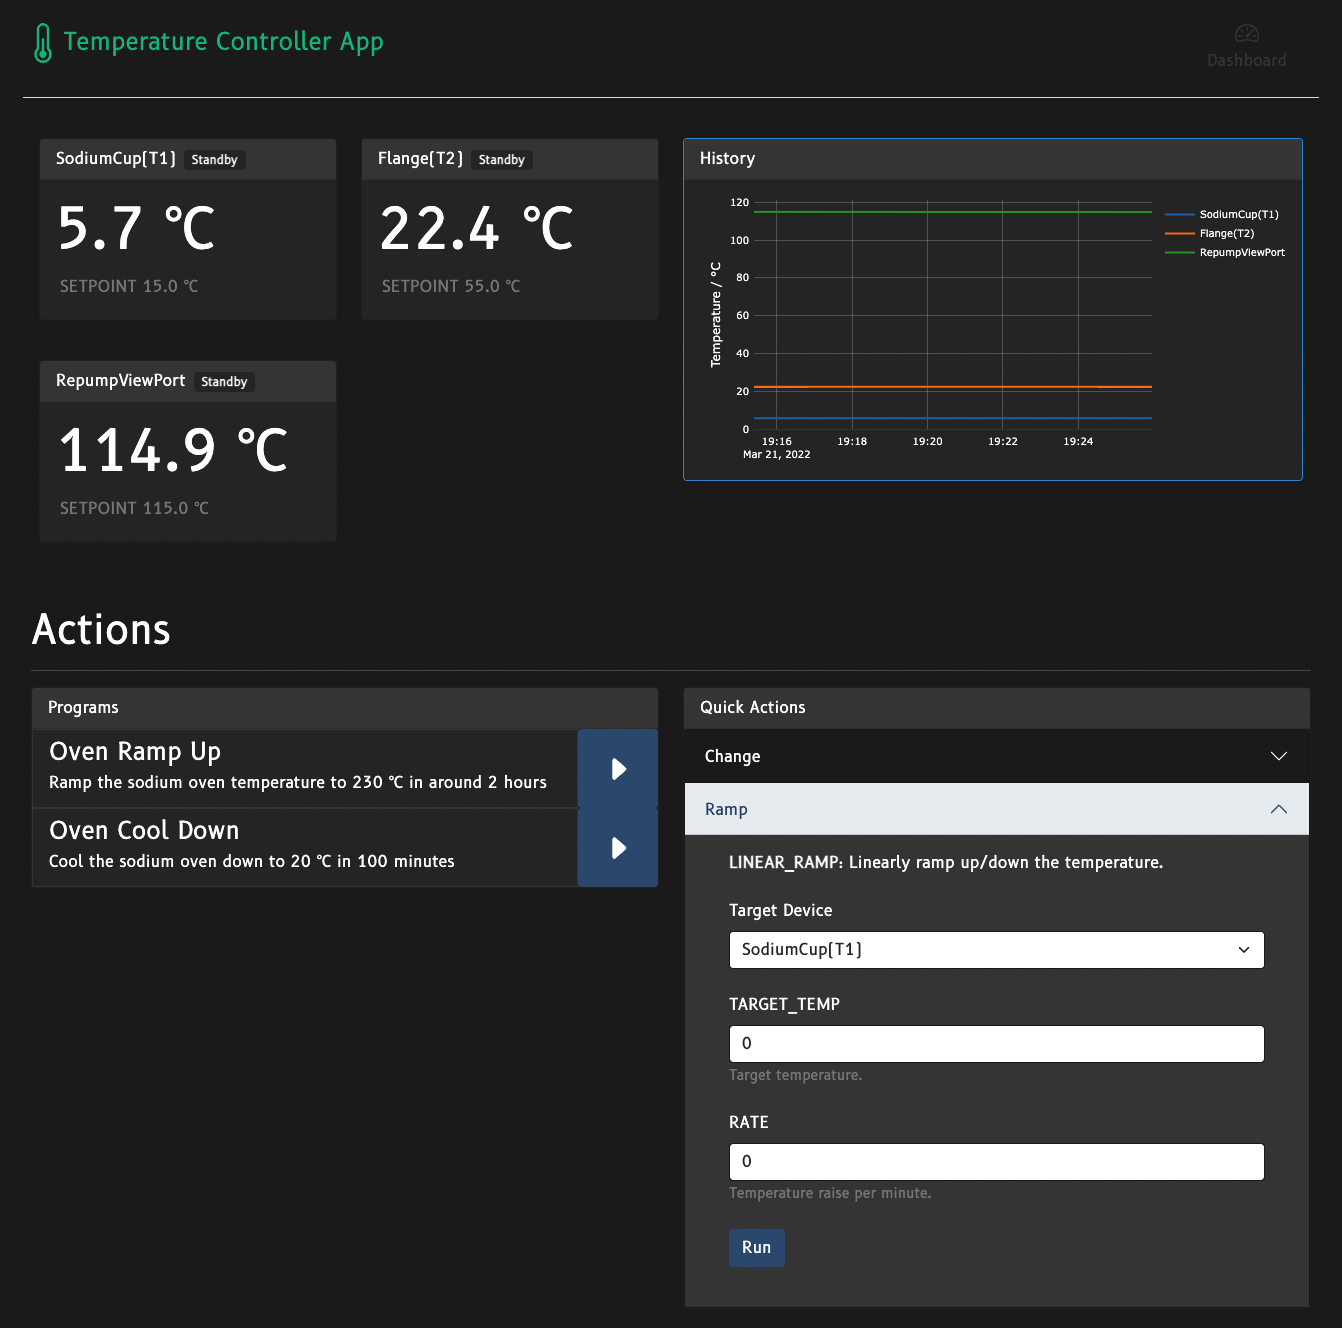 Temperature Controller App
Dashboard
SodiumCup(T1) Standby
5.7 ℃
SETPOINT 15.0 ℃
Flange(T2) Standby
22.4 ℃
SETPOINT 55.0 ℃
RepumpViewPort Standby
114.9 ℃
SETPOINT 115.0 ℃
History
120
100
80
60
40
20
0
Temperature / °C
19:16
19:18
19:20
19:22
19:24
Mar 21, 2022
SodiumCup(T1)
Flange(T2)
RepumpViewPort
Actions
Programs
Oven Ramp Up
Ramp the sodium oven temperature to 230 ℃ in around 2 hours
Oven Cool Down
Cool the sodium oven down to 20 ℃ in 100 minutes
Quick Actions
Change
Ramp
LINEAR_RAMP: Linearly ramp up/down the temperature.
Target Device
SodiumCup(T1)
TARGET_TEMP
0
Target temperature.
RATE
0
Temperature raise per minute.
Run